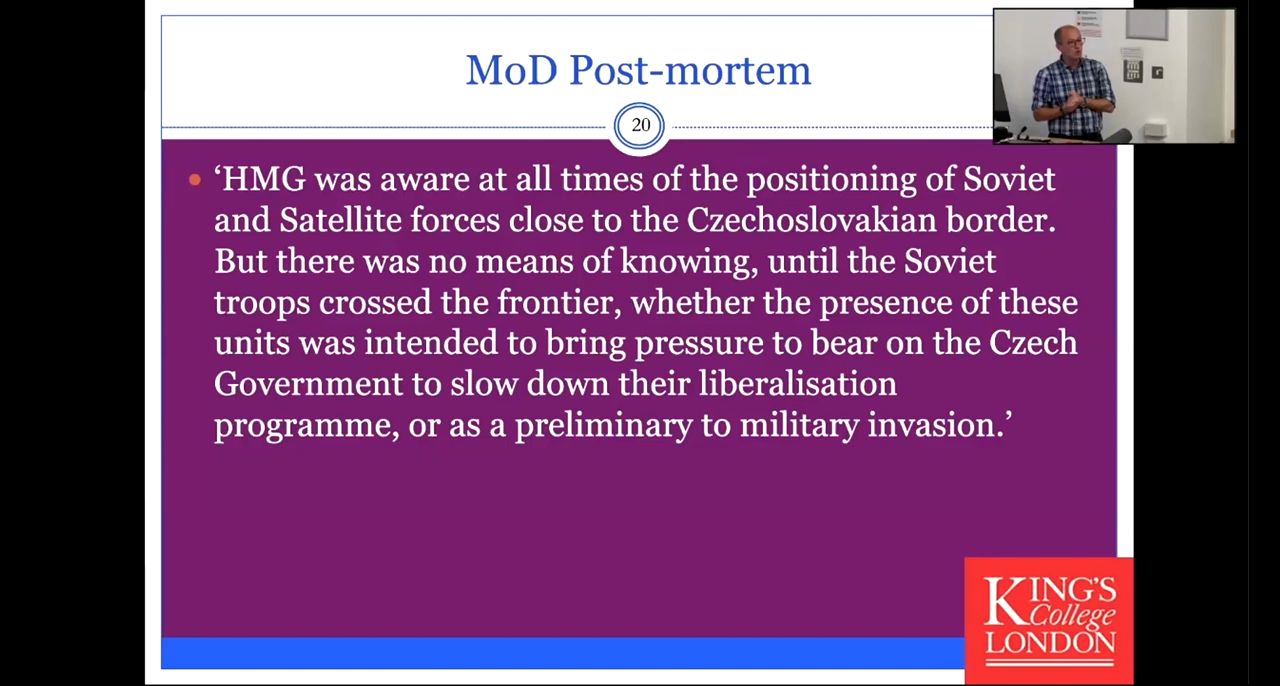 MoD Post-mortem
20
• ‘HMG was aware at all times of the positioning of Soviet
and Satellite forces close to the Czechoslovakian border.
But there was no means of knowing, until the Soviet
troops crossed the frontier, whether the presence of these
units was intended to bring pressure to bear on the Czech
Government to slow down their liberalisation
programme, or as a preliminary to military invasion.’
KING'S
College
LONDON